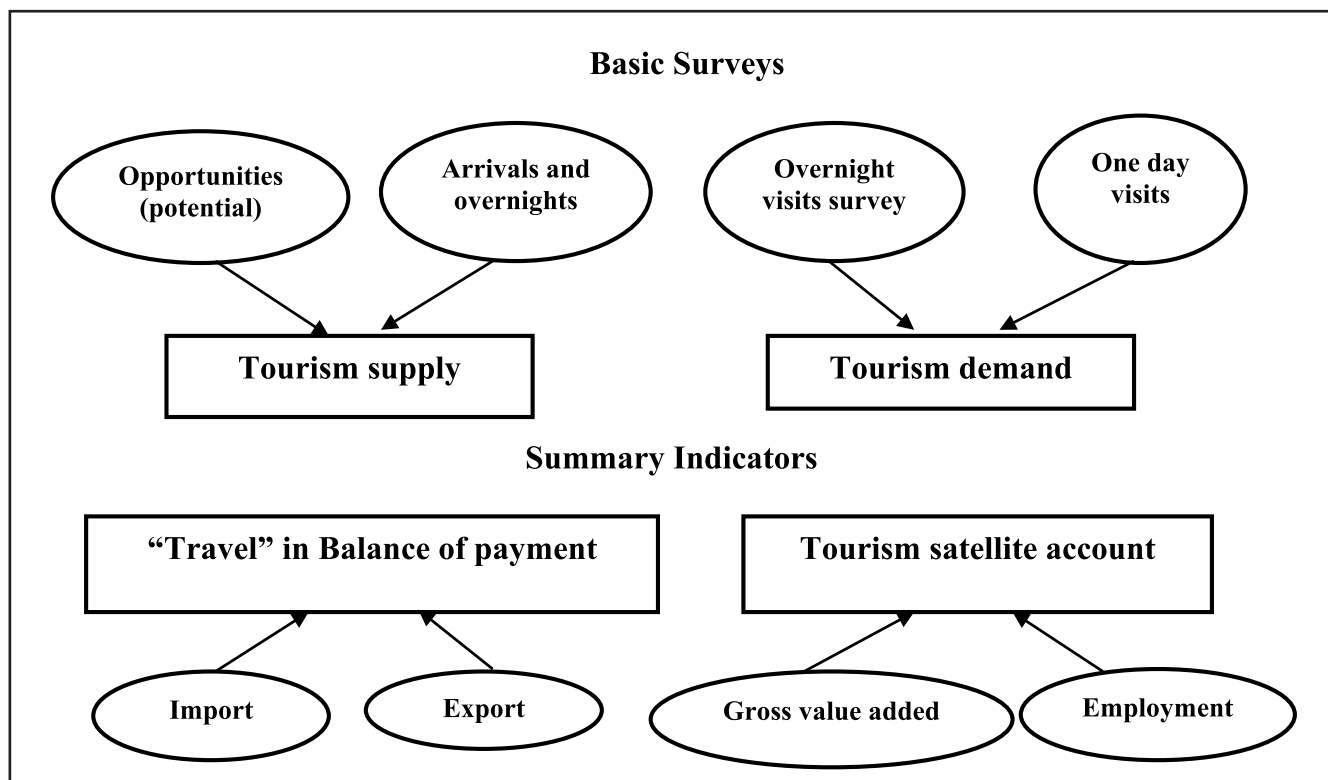 Basic Surveys
Opportunities
(potential)
Arrivals and
overnights
Overnight
visits survey
One day
visits
Tourism supply
Tourism demand
Summary Indicators
“Travel” in Balance of payment
Tourism satellite account
Import
Export
Gross value added
Employment